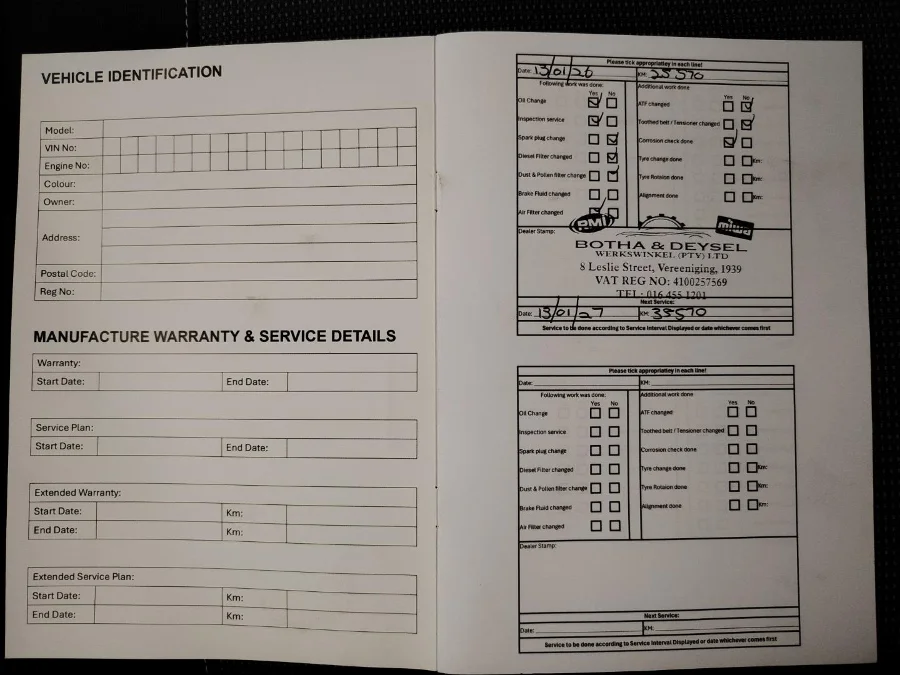 VEHICLE IDENTIFICATION
Model:
VIN No:
Engine No:
Colour:
Owner:
Address:
Postal Code:
Reg No:
MANUFACTURE WARRANTY & SERVICE DETAILS
Warranty:
Start Date: End Date:
Service Plan:
Start Date: End Date:
Extended Warranty:
Start Date: Km:
End Date: Km:
Extended Service Plan:
Start Date: Km:
End Date: Km:
Please tick appropriatley in each line!
Date: 13/01/26 KM: 25570
Following work was done: Additional work done
Yes No Yes No
Oil Change ATF changed
Inspection service Toothed belt / Tensioner changed
Spark plug change Corrosion check done
Diesel Filter changed Tyre change done Km:
Dust & Pollen filter change Tyre Rotaion done Km:
Brake Fluid changed Alignment done Km:
Air Filter changed
Dealer Stamp:
RMI miwa
BOTHA & DEYSEL
WERKSWINKEL (PTY) LTD
8 Leslie Street, Vereeniging, 1939
VAT REG NO: 4100257569
TEL: 016 455 1201
Next Service:
Date: 13/01/27 KM: 35570
Service to be done according to Service Interval Displayed or date whichever comes first
Please tick appropriatley in each line!
Date: KM:
Following work was done: Additional work done
Yes No Yes No
Oil Change ATF changed
Inspection service Toothed belt / Tensioner changed
Spark plug change Corrosion check done
Diesel Filter changed Tyre change done Km:
Dust & Pollen filter change Tyre Rotaion done Km:
Brake Fluid changed Alignment done Km:
Air Filter changed
Dealer Stamp:
Next Service:
Date: KM:
Service to be done according to Service Interval Displayed or date whichever comes first